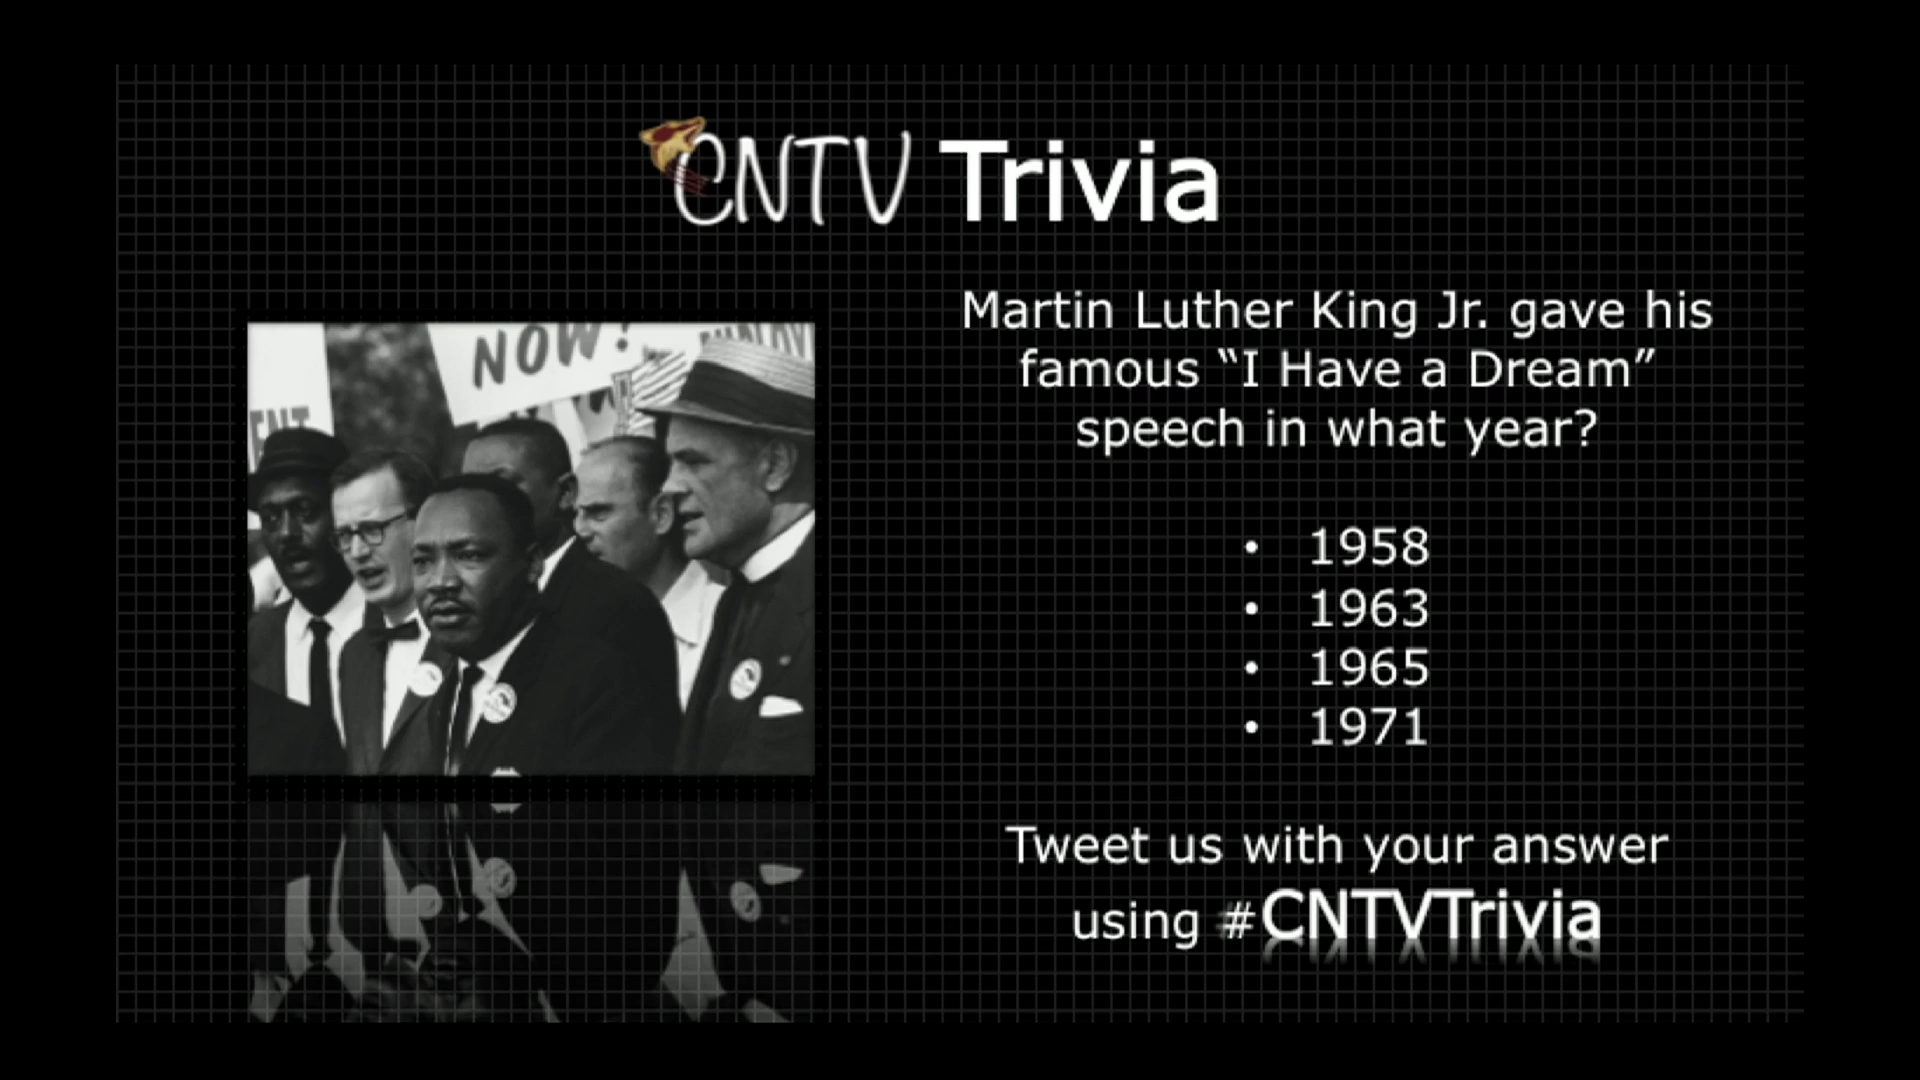 CNTV Trivia
Martin Luther King Jr. gave his
famous “I Have a Dream”
speech in what year?
• 1958
• 1963
• 1965
• 1971
Tweet us with your answer
using #CNTVTrivia
NOW!
ENT